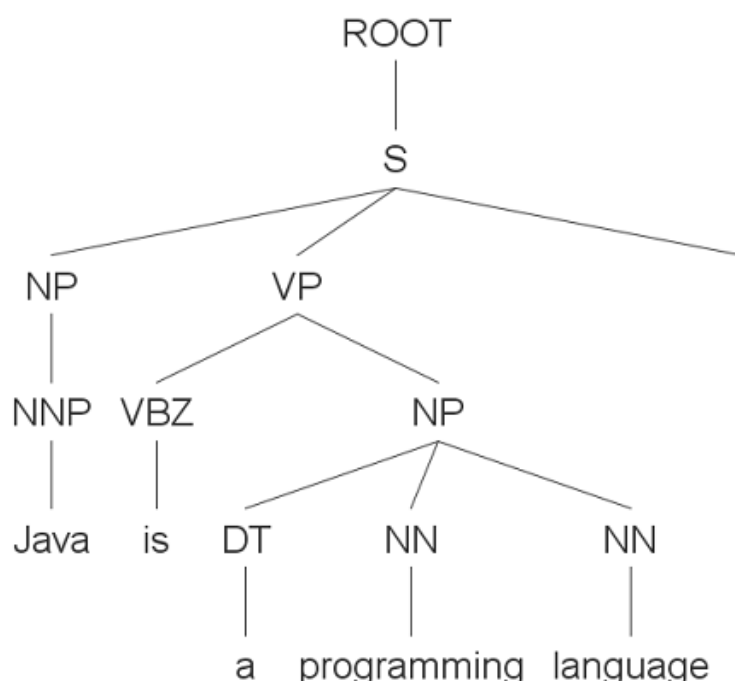 ROOT
S
NP VP
NNP VBZ NP
Java is DT NN NN
a programming language